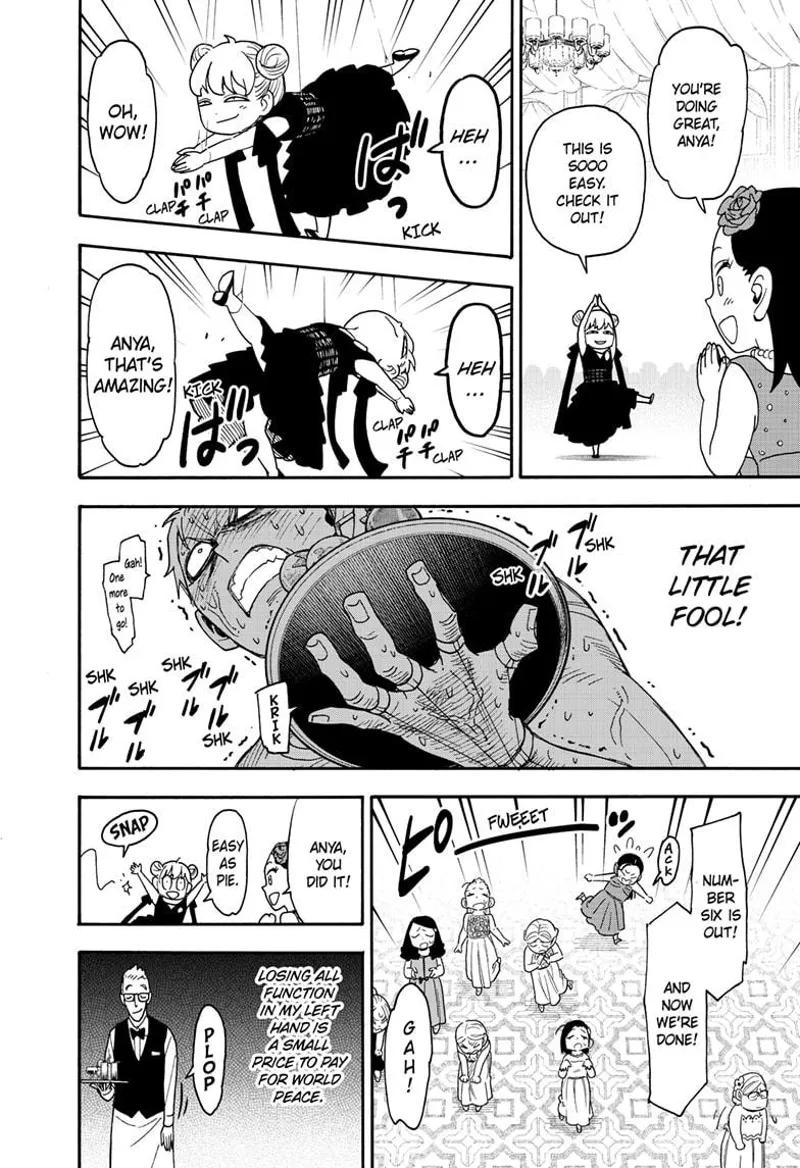 YOU'RE
DOING
GREAT,
ANYA!
THIS IS
SOOO
EASY.
CHECK IT
OUT!
HEH
...
ばっ
KICK
パチ
パチ
CLAP
CLAP
OH,
WOW!
HEH
...
パチ
パチ
CLAP
CLAP
KICK
ばっ
ANYA,
THAT'S
AMAZING!
THAT
LITTLE
FOOL!
ブル
ブル
SHK
SHK
Gah!
One
more
to
go!
KRIK
ブル
ブル
ブル
ブル
SHK
SHK
SHK
SHK
NUM-
BER
SIX IS
OUT!
AND
NOW
WE'RE
DONE!
ACK
ピピッ
FWEEET
GAH!
ANYA,
YOU
DID IT!
EASY
AS
PIE.
SNAP
LOSING ALL
FUNCTION
IN MY LEFT
HAND IS
A SMALL
PRICE TO PAY
FOR WORLD
PEACE.
PLOP